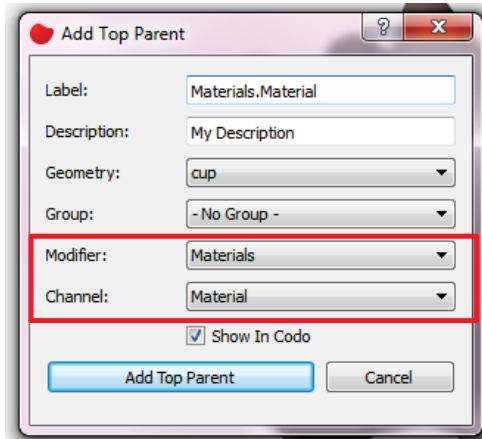 Add Top Parent
Label: Materials.Material
Description: My Description
Geometry: cup
Group: - No Group -
Modifier: Materials
Channel: Material
Show In Codo
Add Top Parent Cancel